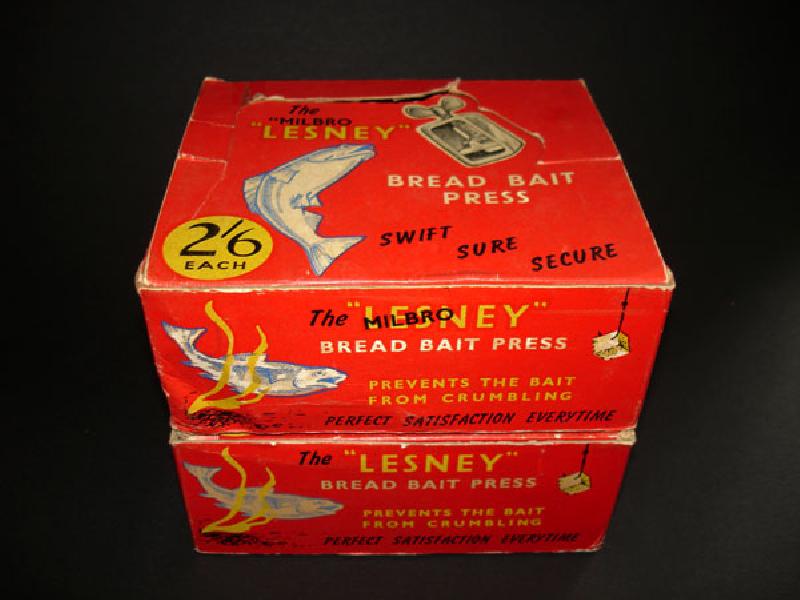 The
"MILBRO
"LESNEY"
BREAD BAIT
PRESS
SWIFT SURE SECURE
2/6
EACH
The "LESNEY"
MILBRO
BREAD BAIT PRESS
PREVENTS THE BAIT
FROM CRUMBLING
PERFECT SATISFACTION EVERYTIME
The "LESNEY"
BREAD BAIT PRESS
PREVENTS THE BAIT
FROM CRUMBLING
PERFECT SATISFACTION EVERYTIME